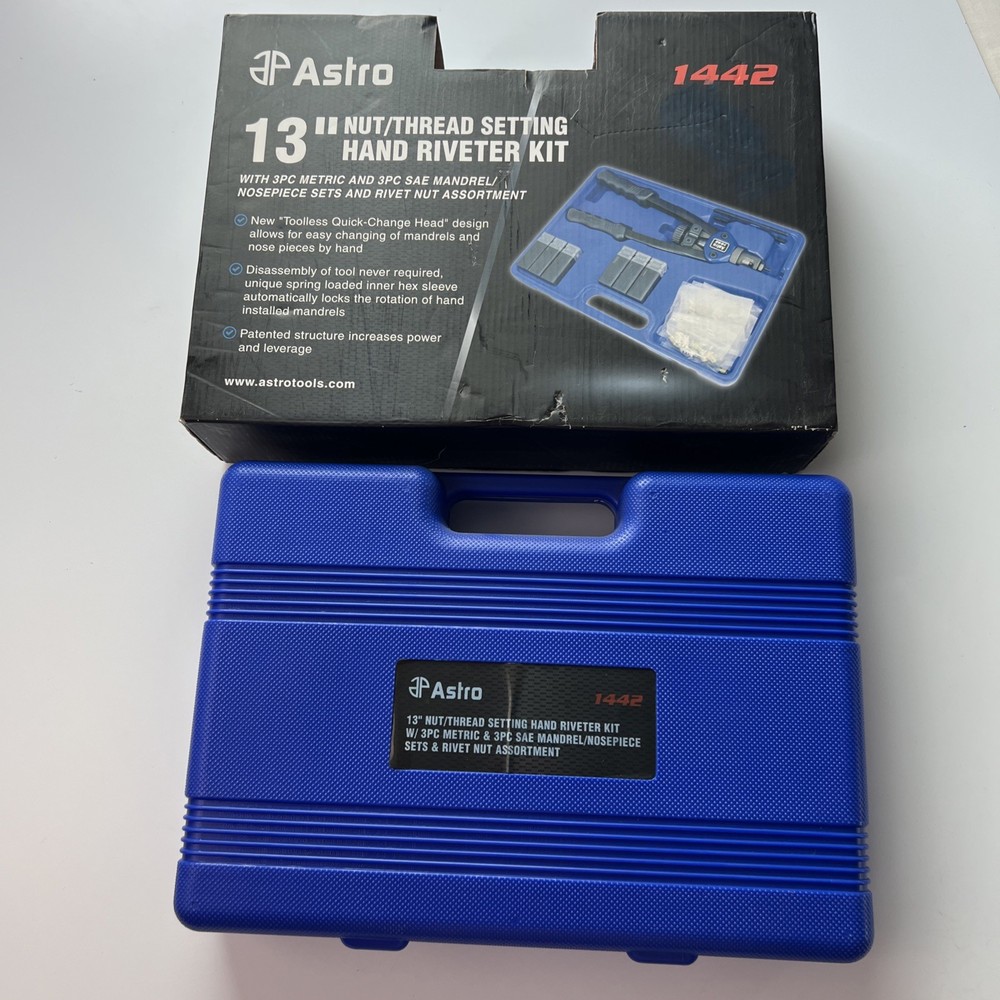 Astro
1442
13" NUT/THREAD SETTING
HAND RIVETER KIT
WITH 3PC METRIC AND 3PC SAE MANDREL/
NOSEPIECE SETS AND RIVET NUT ASSORTMENT
New "Toolless Quick-Change Head" design
allows for easy changing of mandrels and
nose pieces by hand
Disassembly of tool never required,
unique spring loaded inner hex sleeve
automatically locks the rotation of hand
installed mandrels
Patented structure increases power
and leverage
www.astrotools.com
Astro
1442
13" NUT/THREAD SETTING HAND RIVETER KIT
W/ 3PC METRIC & 3PC SAE MANDREL/NOSEPIECE
SETS & RIVET NUT ASSORTMENT